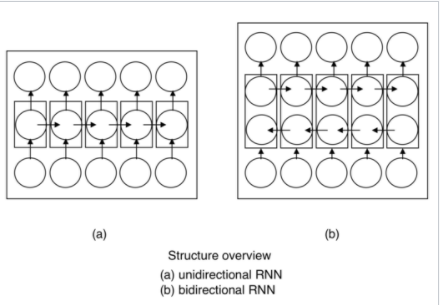 (a)
(b)
Structure overview
(a) unidirectional RNN
(b) bidirectional RNN